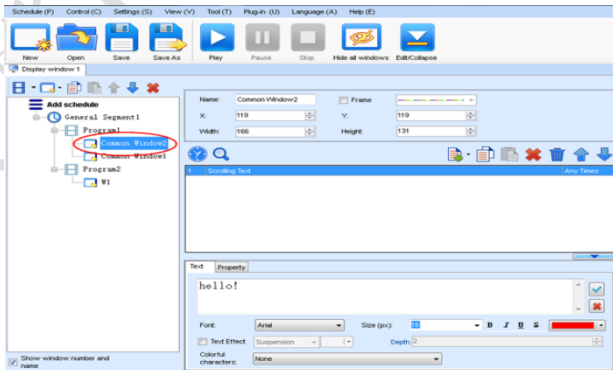 Schedule (P) Control (C) Settings (S) View (V) Tool (T) Plug-in (U) Language (A) Help (E)
New Open Save Save As Play Pause Stop Hide all windows Edit/Collapse
Display window 1
Add schedule
General Segment1
Program1
Common Window2
Common Window1
Program2
W1
Show window number and name
Name: Common Window2 Frame
X: 119 Y: 119
Width: 166 Height: 131
1 Scrolling Text Any Times
Text Property
hello!
Font: Arial Size (px): 16 B I U S
Text Effect Suspension Depth: 2
Colorful characters: None